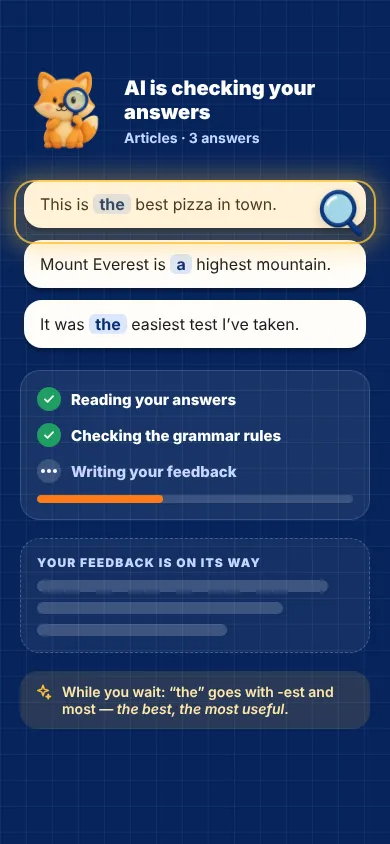 AI is checking your
answers
Articles · 3 answers
This is the best pizza in town.
Mount Everest is a highest mountain.
It was the easiest test I’ve taken.
Reading your answers
Checking the grammar rules
Writing your feedback
YOUR FEEDBACK IS ON ITS WAY
While you wait: “the” goes with -est and
most — the best, the most useful.